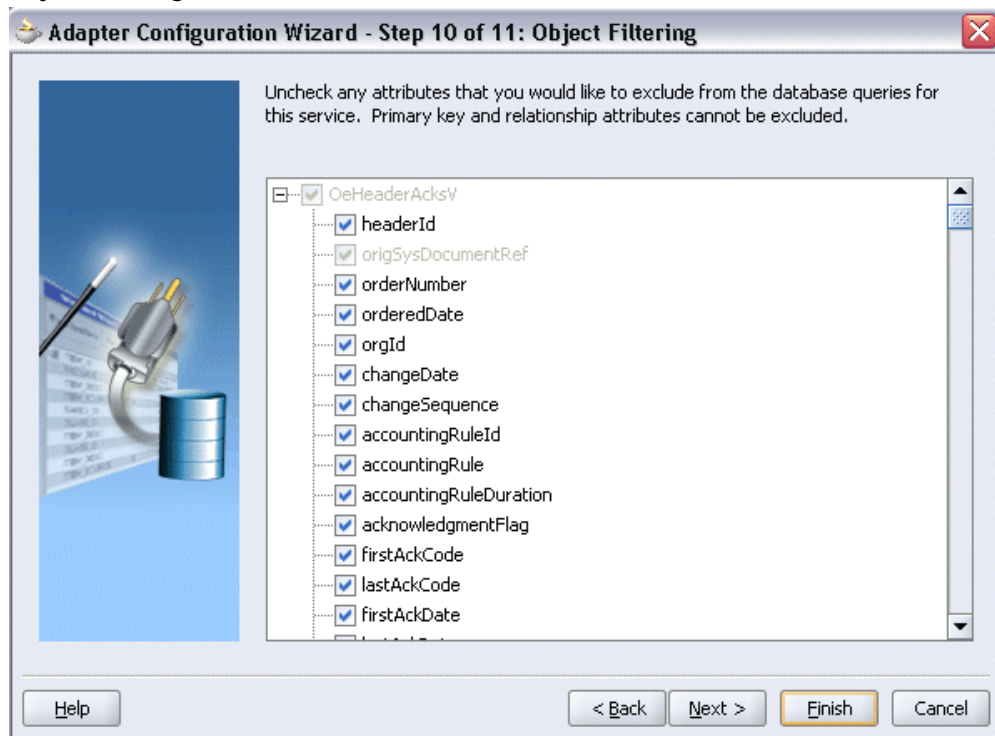 Adapter Configuration Wizard - Step 10 of 11: Object Filtering
Uncheck any attributes that you would like to exclude from the database queries for
this service. Primary key and relationship attributes cannot be excluded.
OeHeaderAcksV
headerId
origSysDocumentRef
orderNumber
orderedDate
orgId
changeDate
changeSequence
accountingRuleId
accountingRule
accountingRuleDuration
acknowledgmentFlag
firstAckCode
lastAckCode
firstAckDate
Help
< Back
Next >
Finish
Cancel